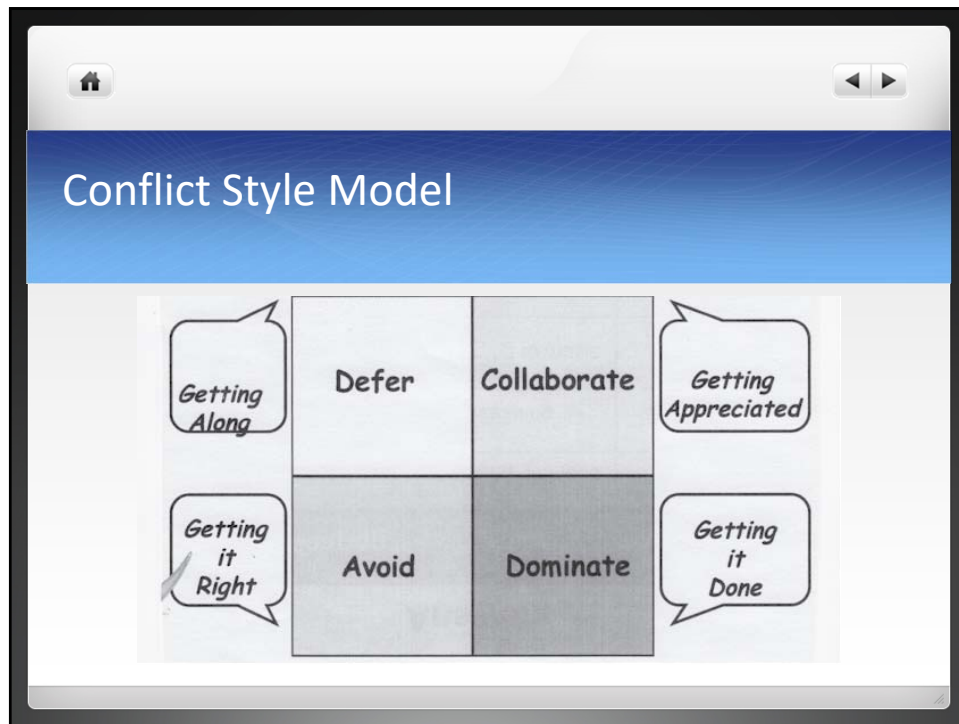 Conflict Style Model
Getting
Along
Defer
Collaborate
Getting
Appreciated
Getting
it
Right
Avoid
Dominate
Getting
it
Done